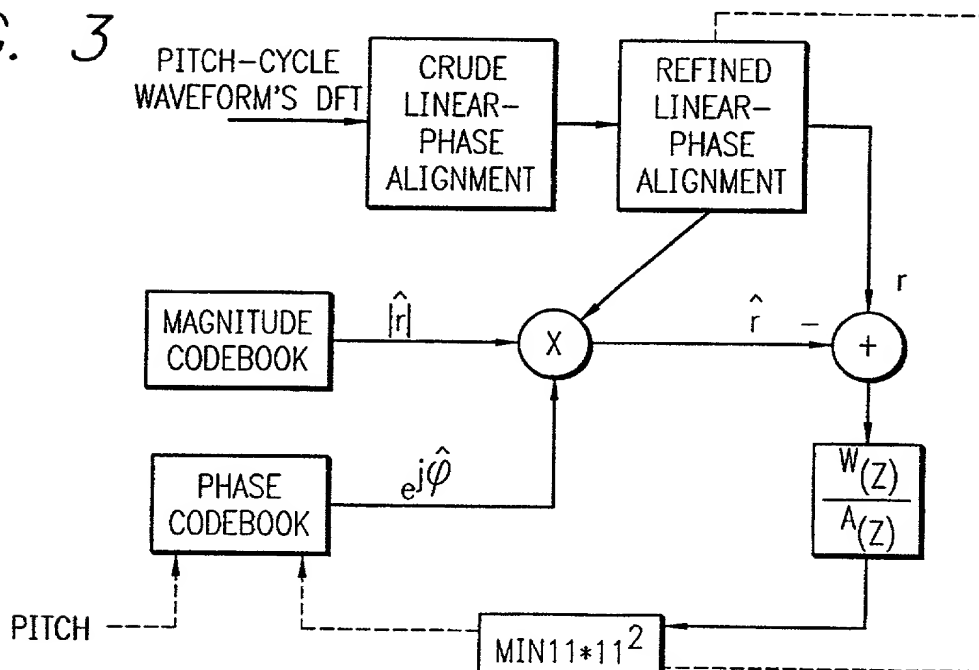 G. 3
PITCH-CYCLE
WAVEFORM'S DFT
CRUDE
LINEAR-
PHASE
ALIGNMENT
REFINED
LINEAR-
PHASE
ALIGNMENT
r
MAGNITUDE
CODEBOOK
|r̂|
X
r̂
−
+
PHASE
CODEBOOK
e^jφ̂
W(Z)
A(Z)
PITCH
MIN11*11²